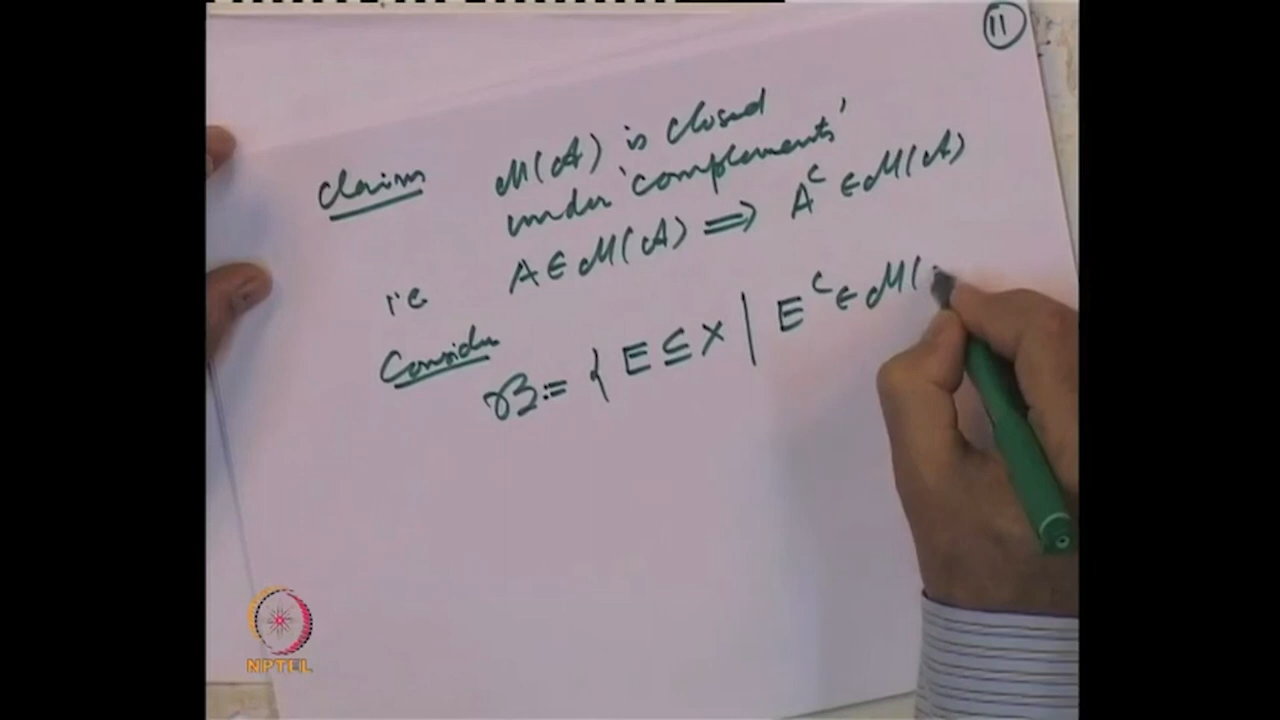 11
Claim M(A) is closed
under 'complements'
i.e A ∈ M(A) ⟹ A^c ∈ M(A)
Consider
B := { E ⊆ X | E^c ∈ M(
NPTEL